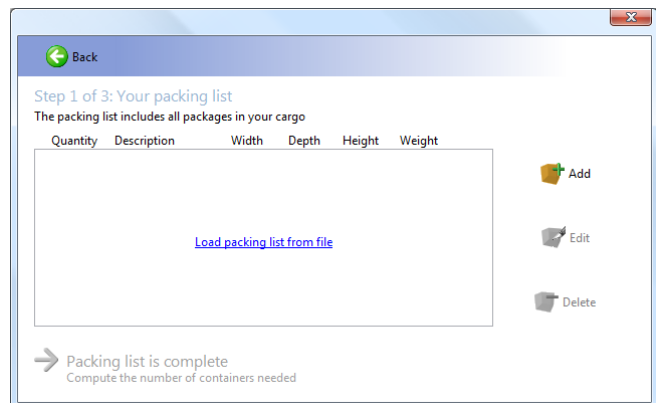 Back
Step 1 of 3: Your packing list
The packing list includes all packages in your cargo
Quantity Description Width Depth Height Weight
Add
Load packing list from file
Edit
Delete
Packing list is complete
Compute the number of containers needed